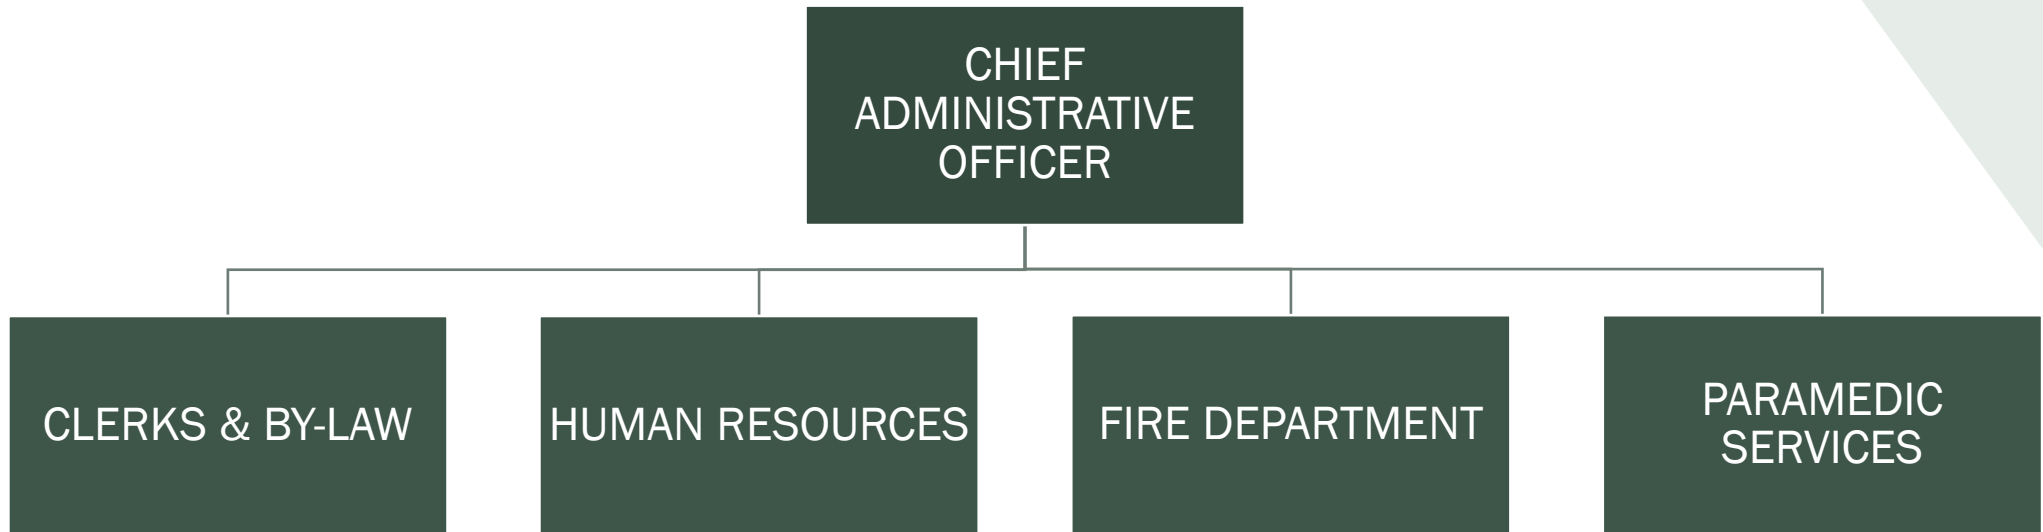 CHIEF
ADMINISTRATIVE
OFFICER
CLERKS & BY-LAW
HUMAN RESOURCES
FIRE DEPARTMENT
PARAMEDIC
SERVICES